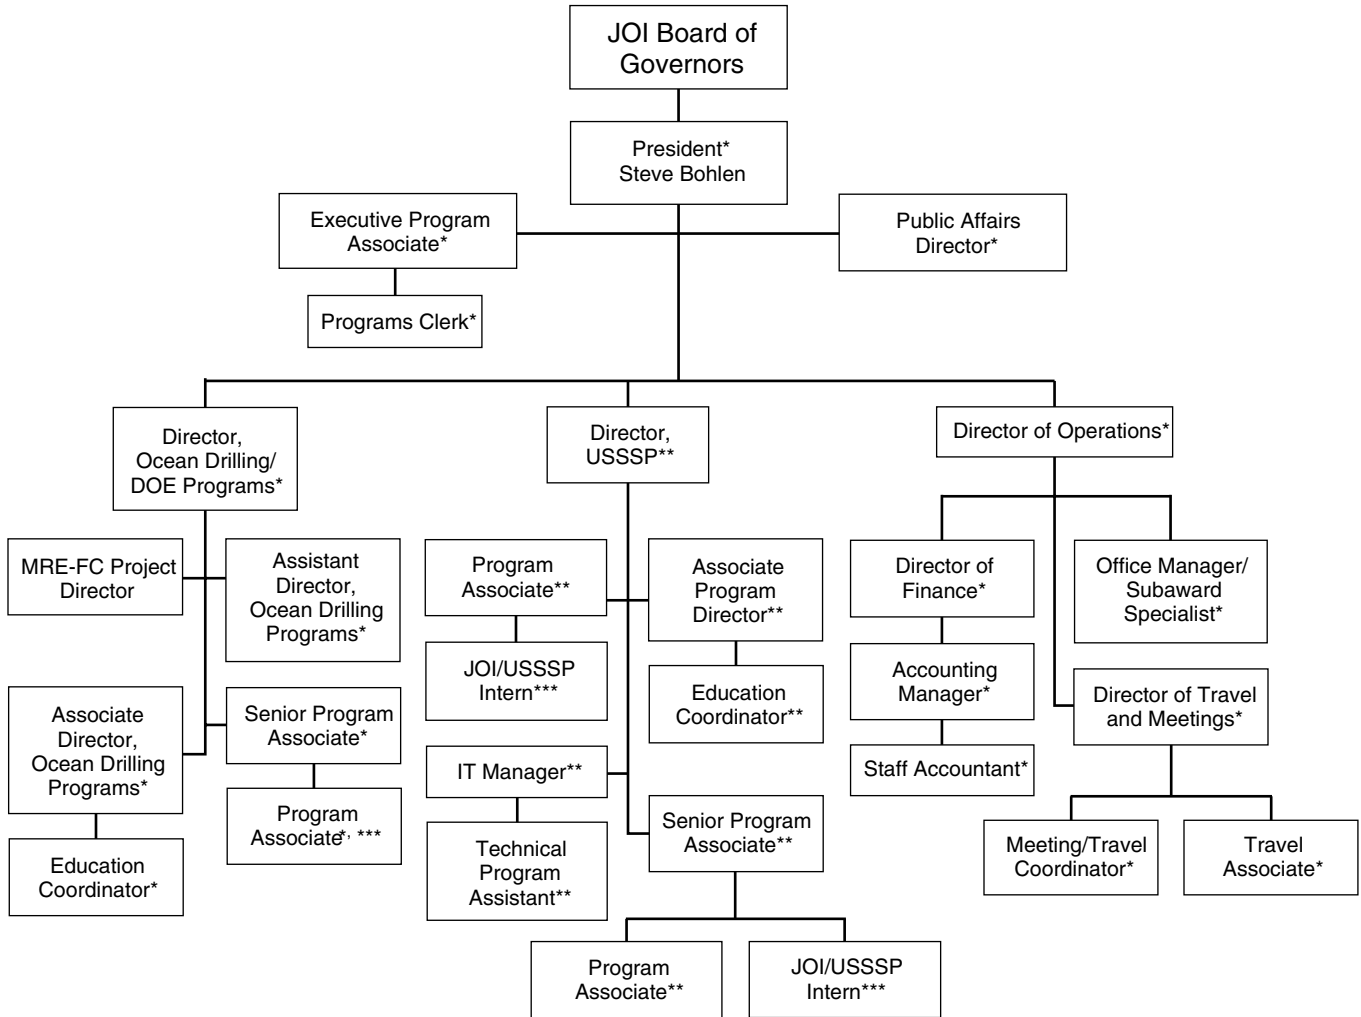 JOI Board of
Governors
President*
Steve Bohlen
Executive Program
Associate*
Public Affairs
Director*
Programs Clerk*
Director,
Ocean Drilling/
DOE Programs*
Director,
USSSP**
Director of Operations*
MRE-FC Project
Director
Assistant
Director,
Ocean Drilling
Programs*
Program
Associate**
Associate
Program
Director**
Director of
Finance*
Office Manager/
Subaward
Specialist*
JOI/USSSP
Intern***
Education
Coordinator**
Accounting
Manager*
Director of Travel
and Meetings*
Associate
Director,
Ocean Drilling
Programs*
Senior Program
Associate*
IT Manager**
Staff Accountant*
Program
Associate*, ***
Senior Program
Associate**
Education
Coordinator*
Technical
Program
Assistant**
Meeting/Travel
Coordinator*
Travel
Associate*
Program
Associate**
JOI/USSSP
Intern***